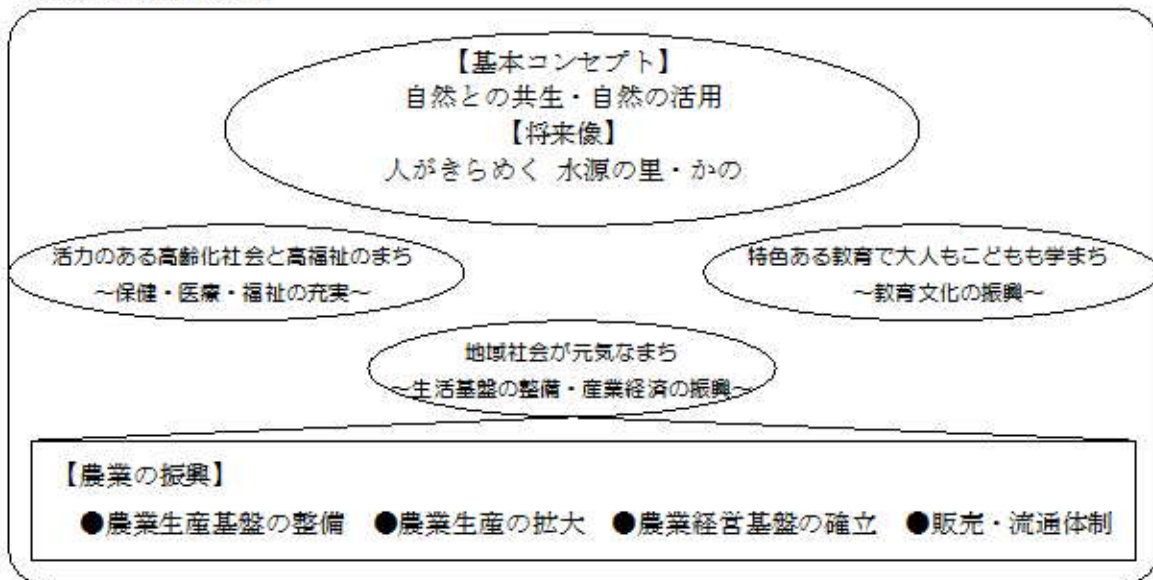 【基本コンセプト】
自然との共生・自然の活用
【将来像】
人がきらめく 水源の里・かの
活力のある高齢化社会と高福祉のまち
～保健・医療・福祉の充実～
特色ある教育で大人もこどもも学まち
～教育文化の振興～
地域社会が元気なまち
～生活基盤の整備・産業経済の振興～
【農業の振興】
●農業生産基盤の整備 ●農業生産の拡大 ●農業経営基盤の確立 ●販売・流通体制